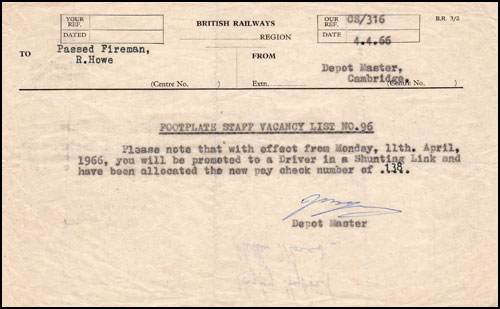 YOUR REF.
DATED
BRITISH RAILWAYS
REGION
OUR REF. CS/316
DATE 4.4.66
B.R. 3/2
TO
Passed Fireman,
R.Howe
(Centre No. )
FROM
Depot Master,
Cambridge.
Extn. (Centre No. )
FOOTPLATE STAFF VACANCY LIST NO.96
Please note that with effect from Monday, 11th. April,
1966, you will be promoted to a Driver in a Shunting Link and
have been allocated the new pay check number of .138.
Depot Master